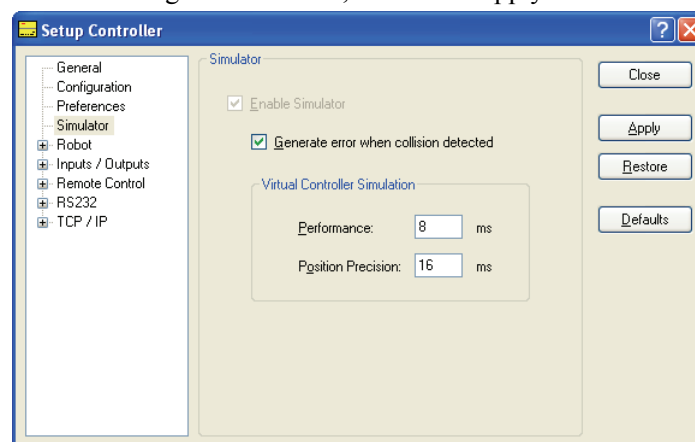 Setup Controller
General
Configuration
Preferences
Simulator
Robot
Inputs / Outputs
Remote Control
RS232
TCP / IP
Simulator
Enable Simulator
Generate error when collision detected
Virtual Controller Simulation
Performance: 8 ms
Position Precision: 16 ms
Close
Apply
Restore
Defaults